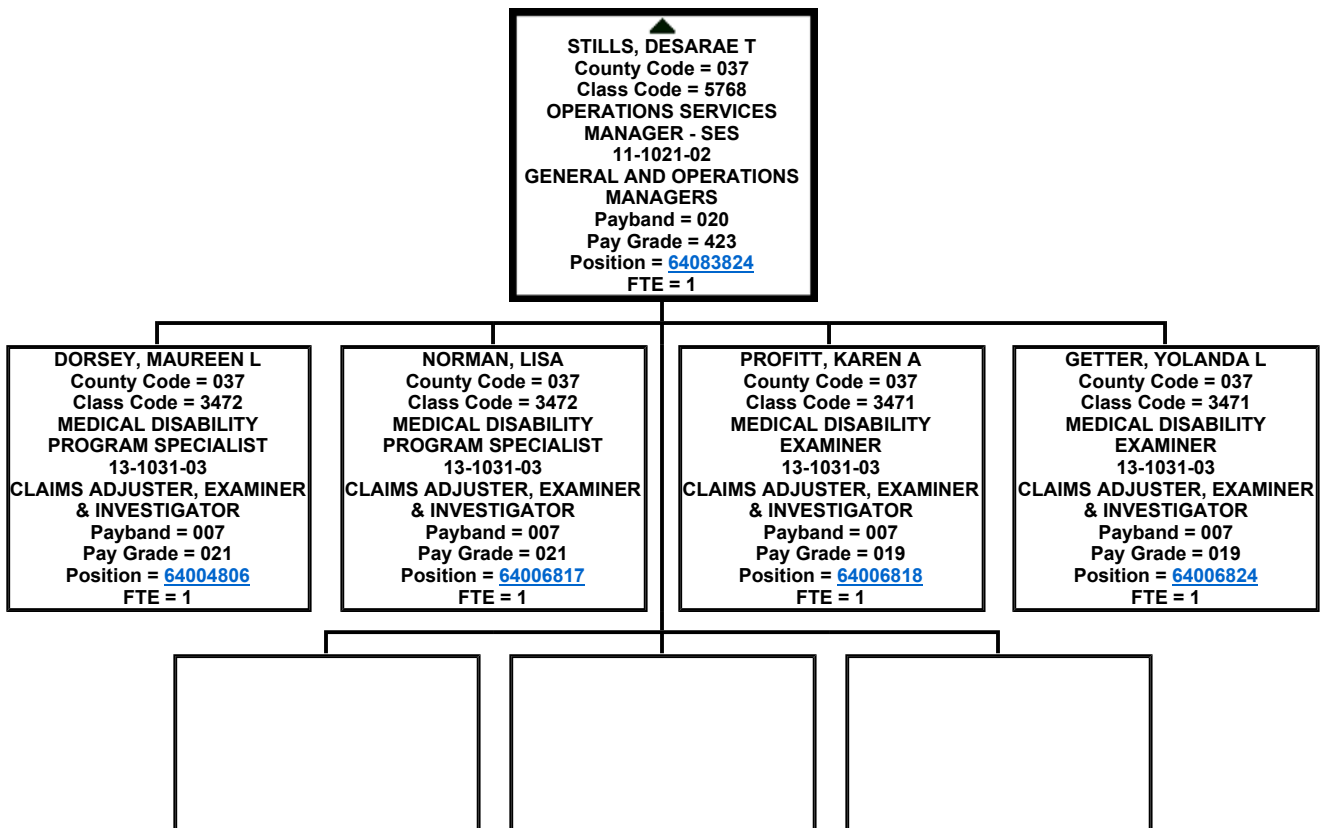 STILLS, DESARAE T
County Code = 037
Class Code = 5768
OPERATIONS SERVICES
MANAGER - SES
11-1021-02
GENERAL AND OPERATIONS
MANAGERS
Payband = 020
Pay Grade = 423
Position = 64083824
FTE = 1
DORSEY, MAUREEN L
County Code = 037
Class Code = 3472
MEDICAL DISABILITY
PROGRAM SPECIALIST
13-1031-03
CLAIMS ADJUSTER, EXAMINER
& INVESTIGATOR
Payband = 007
Pay Grade = 021
Position = 64004806
FTE = 1
NORMAN, LISA
County Code = 037
Class Code = 3472
MEDICAL DISABILITY
PROGRAM SPECIALIST
13-1031-03
CLAIMS ADJUSTER, EXAMINER
& INVESTIGATOR
Payband = 007
Pay Grade = 021
Position = 64006817
FTE = 1
PROFITT, KAREN A
County Code = 037
Class Code = 3471
MEDICAL DISABILITY
EXAMINER
13-1031-03
CLAIMS ADJUSTER, EXAMINER
& INVESTIGATOR
Payband = 007
Pay Grade = 019
Position = 64006818
FTE = 1
GETTER, YOLANDA L
County Code = 037
Class Code = 3471
MEDICAL DISABILITY
EXAMINER
13-1031-03
CLAIMS ADJUSTER, EXAMINER
& INVESTIGATOR
Payband = 007
Pay Grade = 019
Position = 64006824
FTE = 1